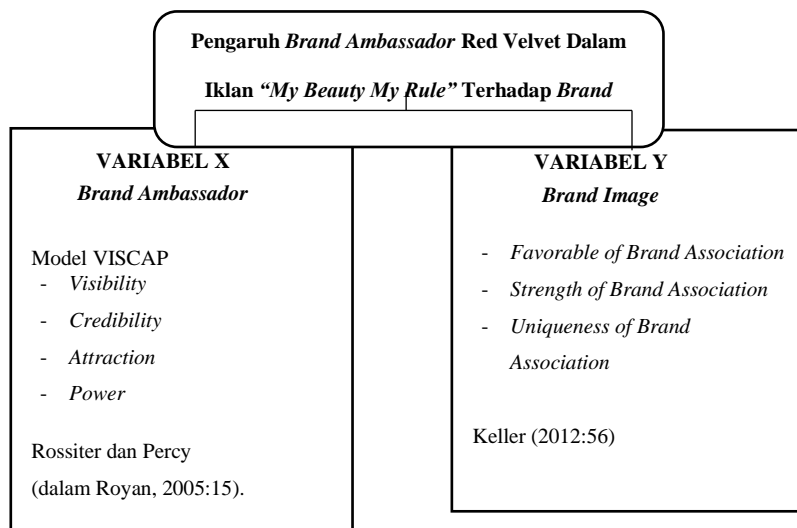 Pengaruh Brand Ambassador Red Velvet Dalam
Iklan “My Beauty My Rule” Terhadap Brand
VARIABEL X
Brand Ambassador
Model VISCAP
- Visibility
- Credibility
- Attraction
- Power
Rossiter dan Percy
(dalam Royan, 2005:15).
VARIABEL Y
Brand Image
- Favorable of Brand Association
- Strength of Brand Association
- Uniqueness of Brand
Association
Keller (2012:56)